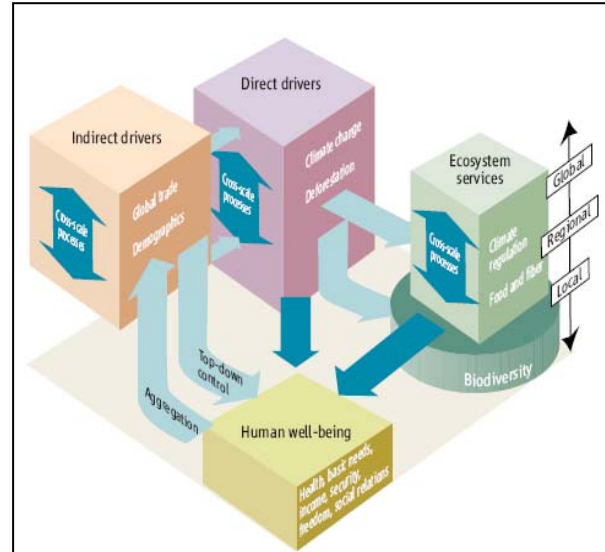 Direct drivers
Indirect drivers
Cross-scale
processes
Global trade
Demographics
Cross-scale
processes
Climate change
Deforestation
Ecosystem
services
Cross-scale
processes
Climate
regulation
Food and fiber
Global
Regional
Local
Biodiversity
Top-down
control
Aggregation
Human well-being
Health, basic needs,
income, security,
freedom, social relations